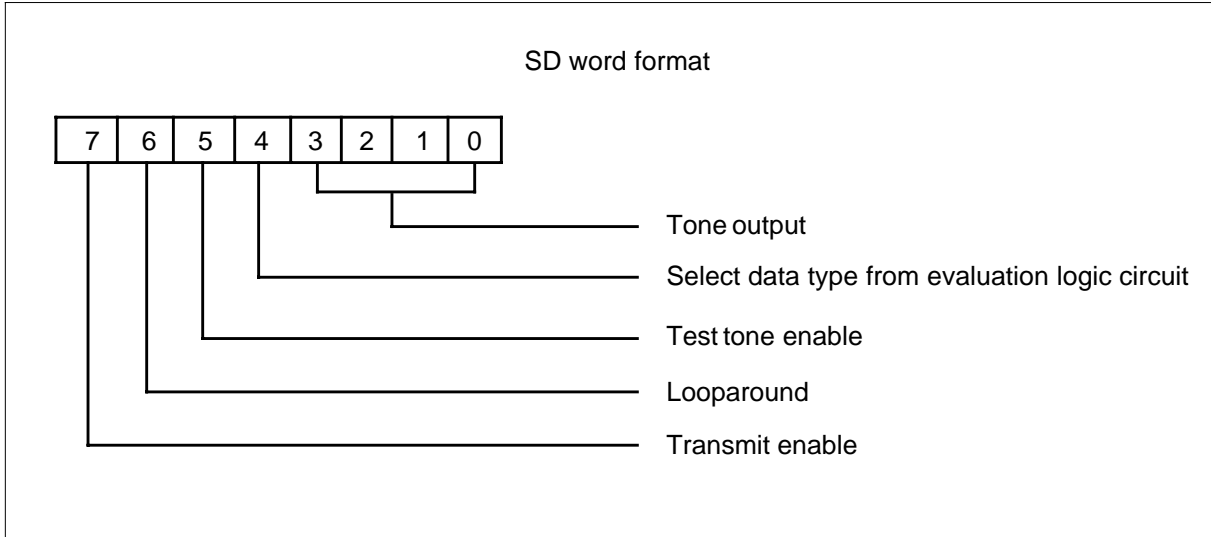 SD word format
7 6 5 4 3 2 1 0
Tone output
Select data type from evaluation logic circuit
Test tone enable
Looparound
Transmit enable